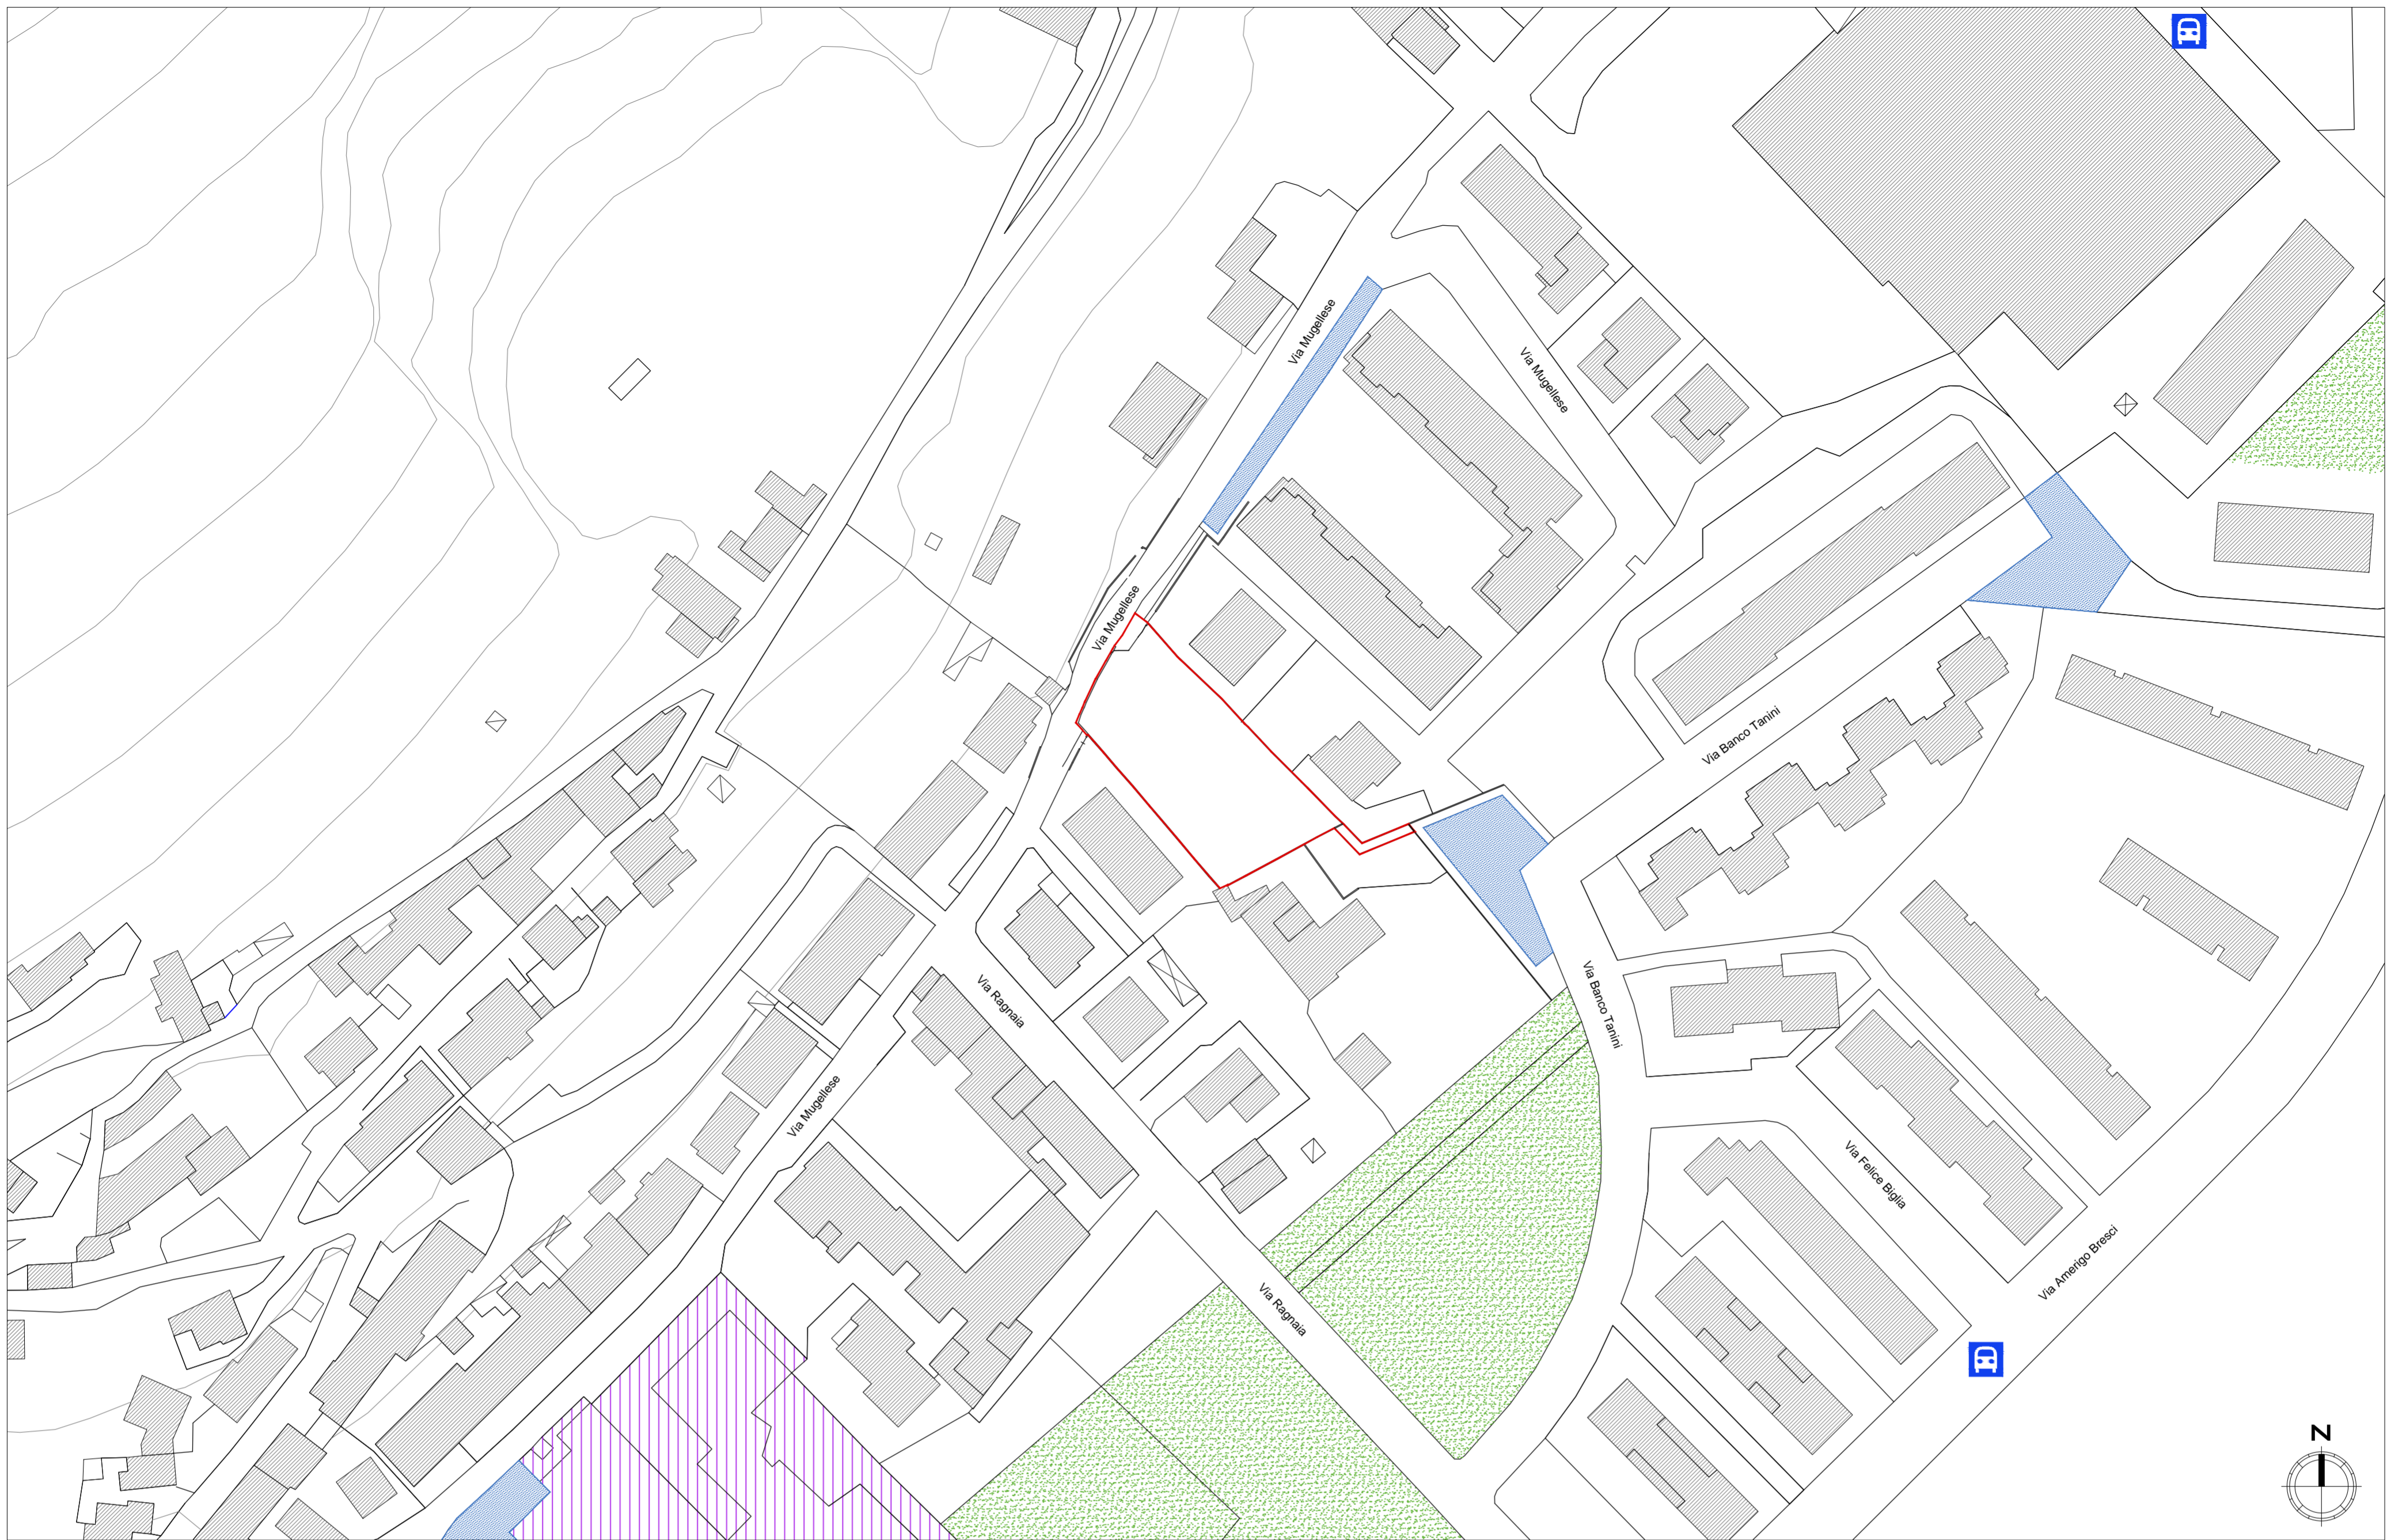 Via Mugellese
Via Mugellese
Via Mugellese
Via Banco Tanini
Via Ragnaia
Via Banco Tanini
Via Mugellese
Via Felice Biglia
Via Amerigo Bresci
Via Ragnaia
N